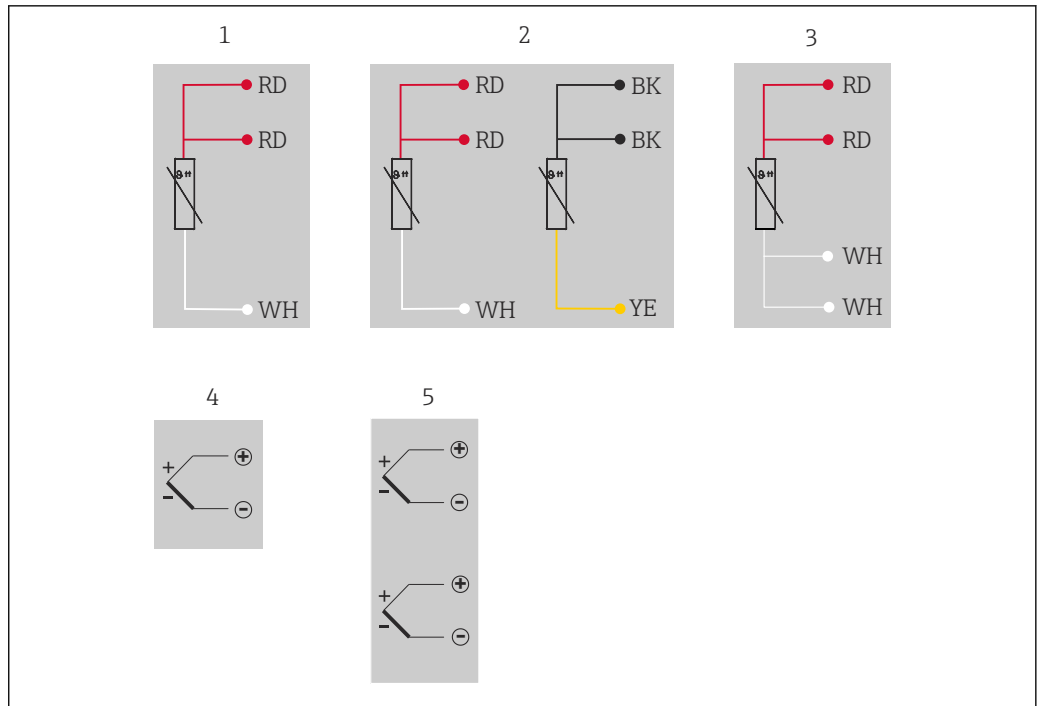 1 2 3
RD RD BK RD
RD RD BK RD
ϑ ϑ ϑ ϑ
WH
WH WH YE WH
4 5
+ +
+ +
- -
- -
+
+
-
-